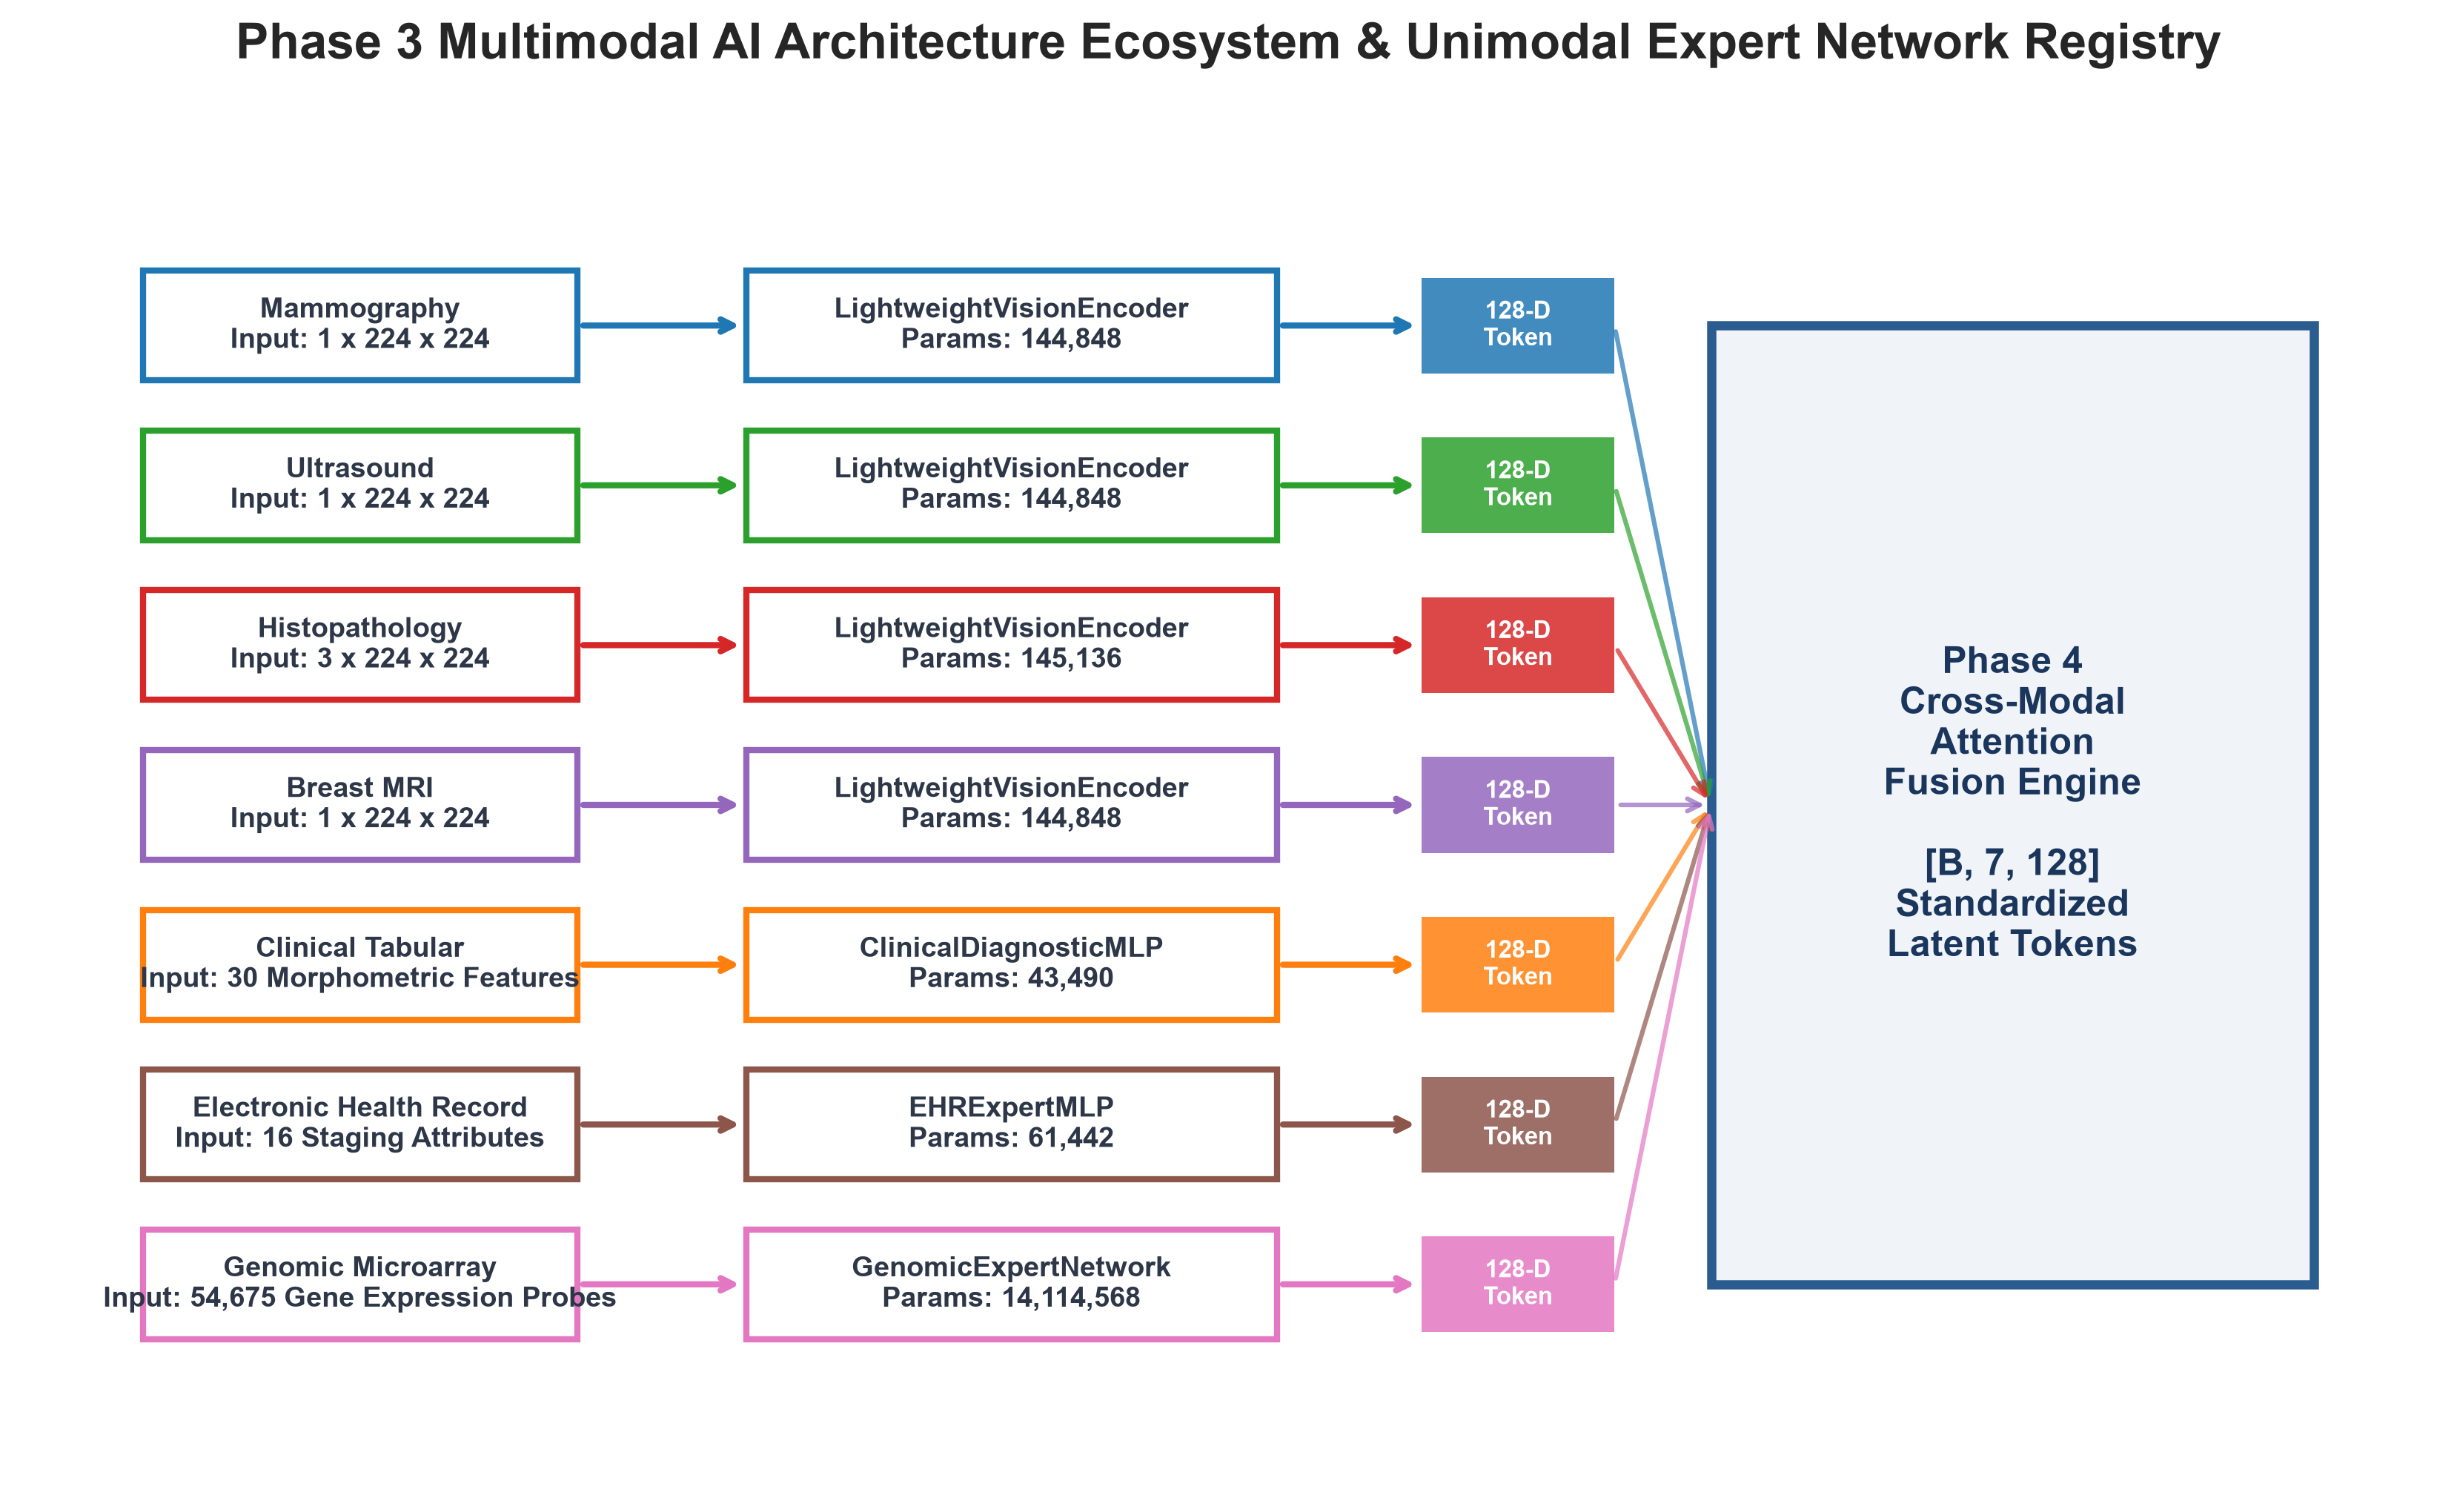 Phase 3 Multimodal AI Architecture Ecosystem & Unimodal Expert Network Registry
Mammography
Input: 1 x 224 x 224
LightweightVisionEncoder
Params: 144,848
128-D
Token
Ultrasound
Input: 1 x 224 x 224
LightweightVisionEncoder
Params: 144,848
128-D
Token
Histopathology
Input: 3 x 224 x 224
LightweightVisionEncoder
Params: 145,136
128-D
Token
Breast MRI
Input: 1 x 224 x 224
LightweightVisionEncoder
Params: 144,848
128-D
Token
Clinical Tabular
Input: 30 Morphometric Features
ClinicalDiagnosticMLP
Params: 43,490
128-D
Token
Electronic Health Record
Input: 16 Staging Attributes
EHRExpertMLP
Params: 61,442
128-D
Token
Genomic Microarray
Input: 54,675 Gene Expression Probes
GenomicExpertNetwork
Params: 14,114,568
128-D
Token
Phase 4
Cross-Modal
Attention
Fusion Engine
[B, 7, 128]
Standardized
Latent Tokens